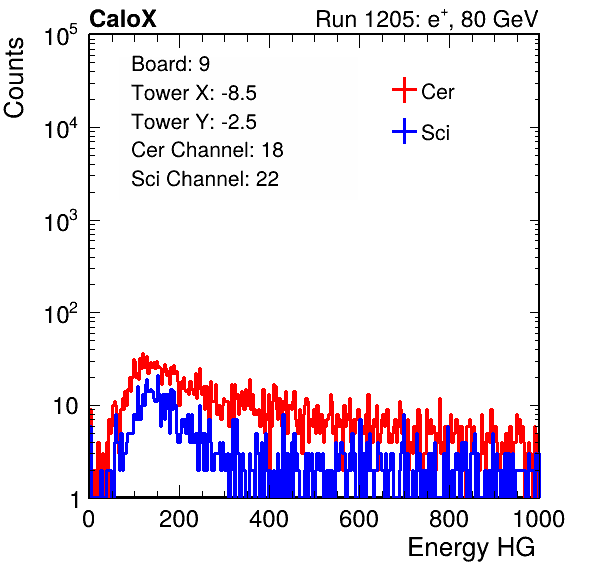 CaloX Run 1205: e⁺, 80 GeV
Counts
10⁵
10⁴
10³
10²
10
1
Board: 9
Tower X: -8.5
Tower Y: -2.5
Cer Channel: 18
Sci Channel: 22
Cer
Sci
0 200 400 600 800 1000
Energy HG